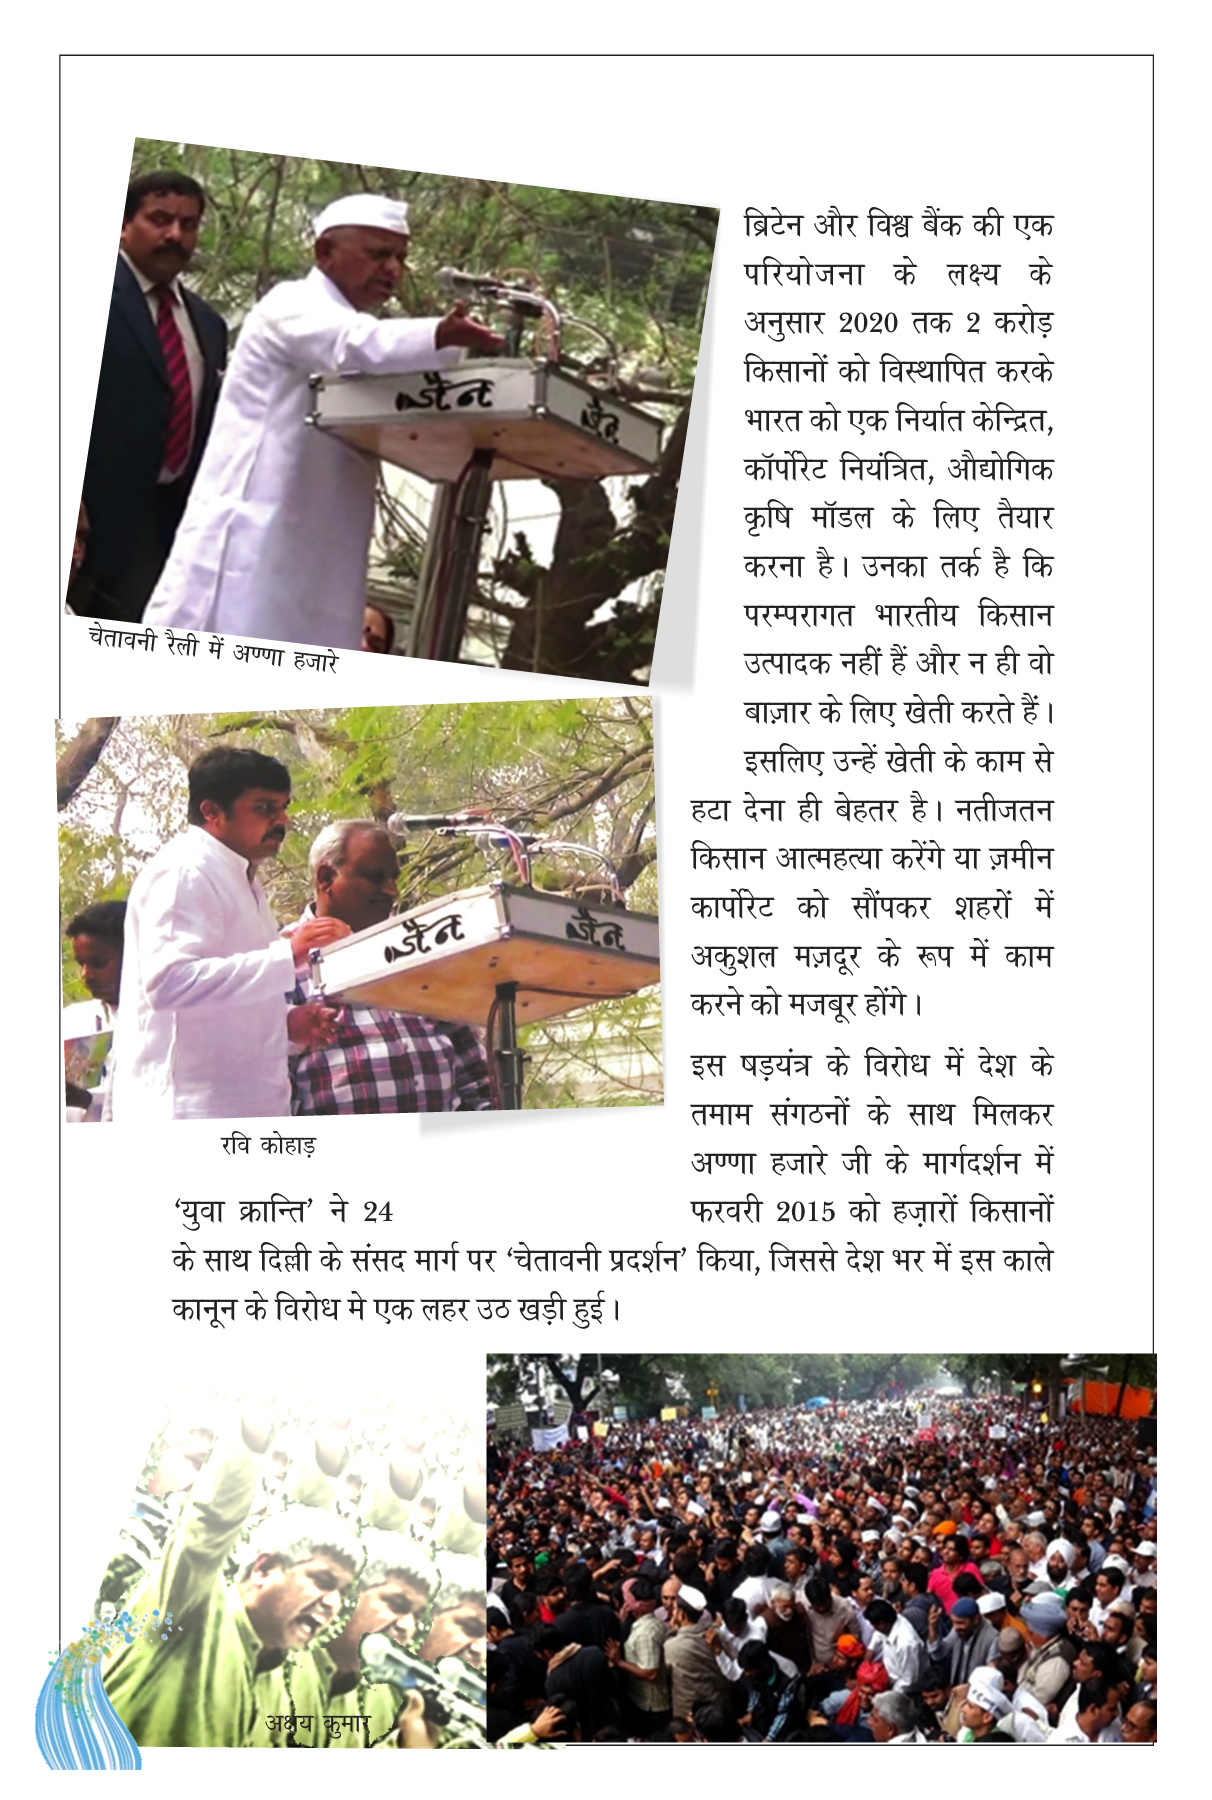 ब्रिटेन और विश्व बैंक की एक
परियोजना के लक्ष्य के
अनुसार 2020 तक 2 करोड़
किसानों को विस्थापित करके
भारत को एक निर्यात केन्द्रित,
कॉर्पोरेट नियंत्रित, औद्योगिक
कृषि मॉडल के लिए तैयार
करना है। उनका तर्क है कि
परम्परागत भारतीय किसान
उत्पादक नहीं हैं और न ही वो
बाज़ार के लिए खेती करते हैं।
इसलिए उन्हें खेती के काम से
हटा देना ही बेहतर है। नतीजतन
किसान आत्महत्या करेंगे या ज़मीन
कार्पोरेट को सौंपकर शहरों में
अकुशल मज़दूर के रूप में काम
करने को मजबूर होंगे।
जैन
जैन
चेतावनी रैली में अण्णा हजारे
जैन
जैन
रवि कोहाड़
इस षड़यंत्र के विरोध में देश के
तमाम संगठनों के साथ मिलकर
अण्णा हजारे जी के मार्गदर्शन में
‘युवा क्रान्ति’ ने 24 फरवरी 2015 को हज़ारों किसानों
के साथ दिल्ली के संसद मार्ग पर ‘चेतावनी प्रदर्शन’ किया, जिससे देश भर में इस काले
कानून के विरोध मे एक लहर उठ खड़ी हुई।
अक्षय कुमार